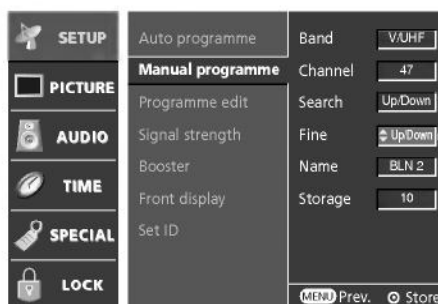 SETUP
PICTURE
AUDIO
TIME
SPECIAL
LOCK
Auto programme
Manual programme
Programme edit
Signal strength
Booster
Front display
Set ID
Band V/UHF
Channel 47
Search Up/Down
Fine Up/Down
Name BLN 2
Storage 10
MENU Prev. Store